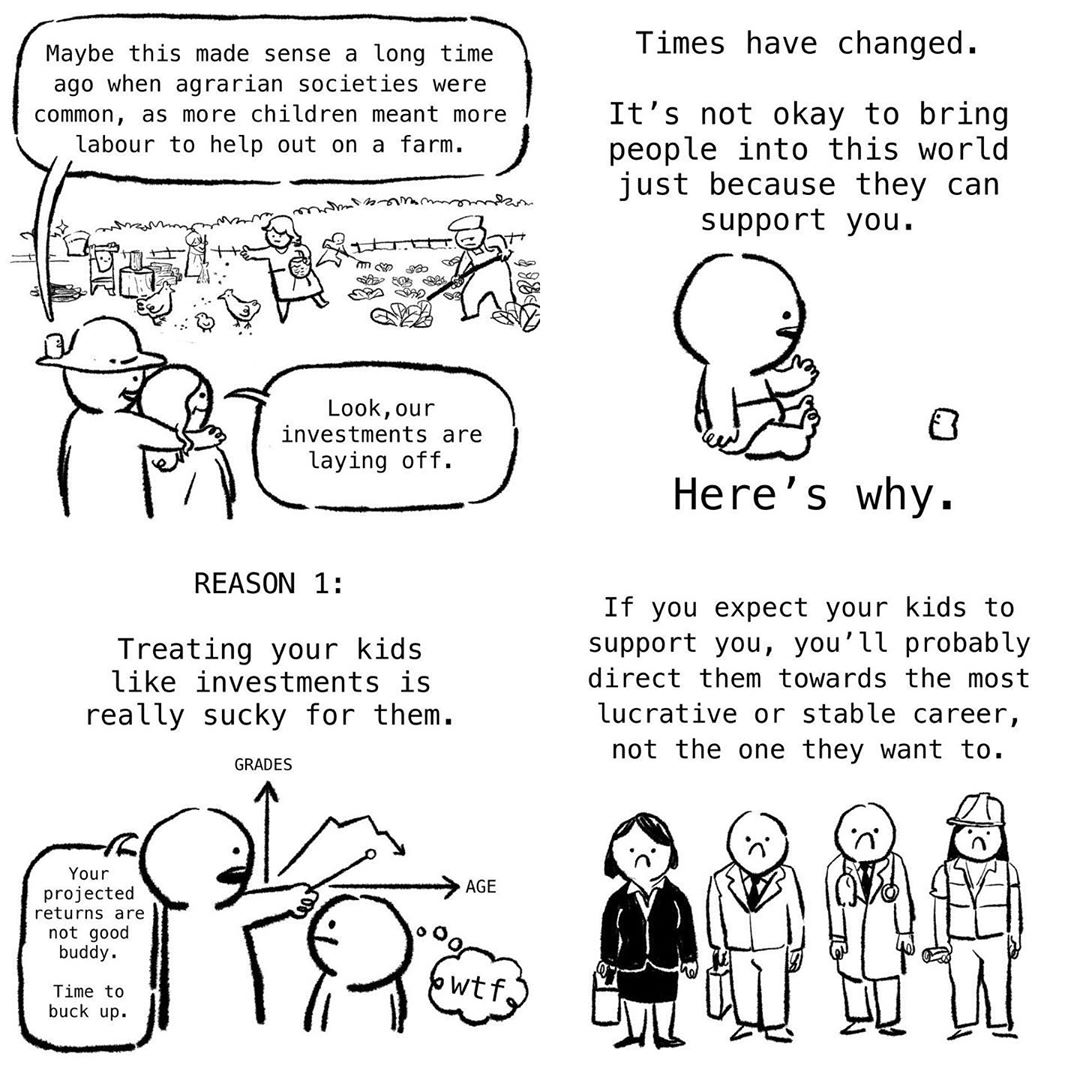 Maybe this made sense a long time
ago when agrarian societies were
common, as more children meant more
labour to help out on a farm.
Look,our
investments are
laying off.
Times have changed.
It's not okay to bring
people into this world
just because they can
support you.
Here's why.
REASON 1:
Treating your kids
like investments is
really sucky for them.
GRADES
AGE
Your
projected
returns are
not good
buddy.
Time to
buck up.
wtf
If you expect your kids to
support you, you'll probably
direct them towards the most
lucrative or stable career,
not the one they want to.